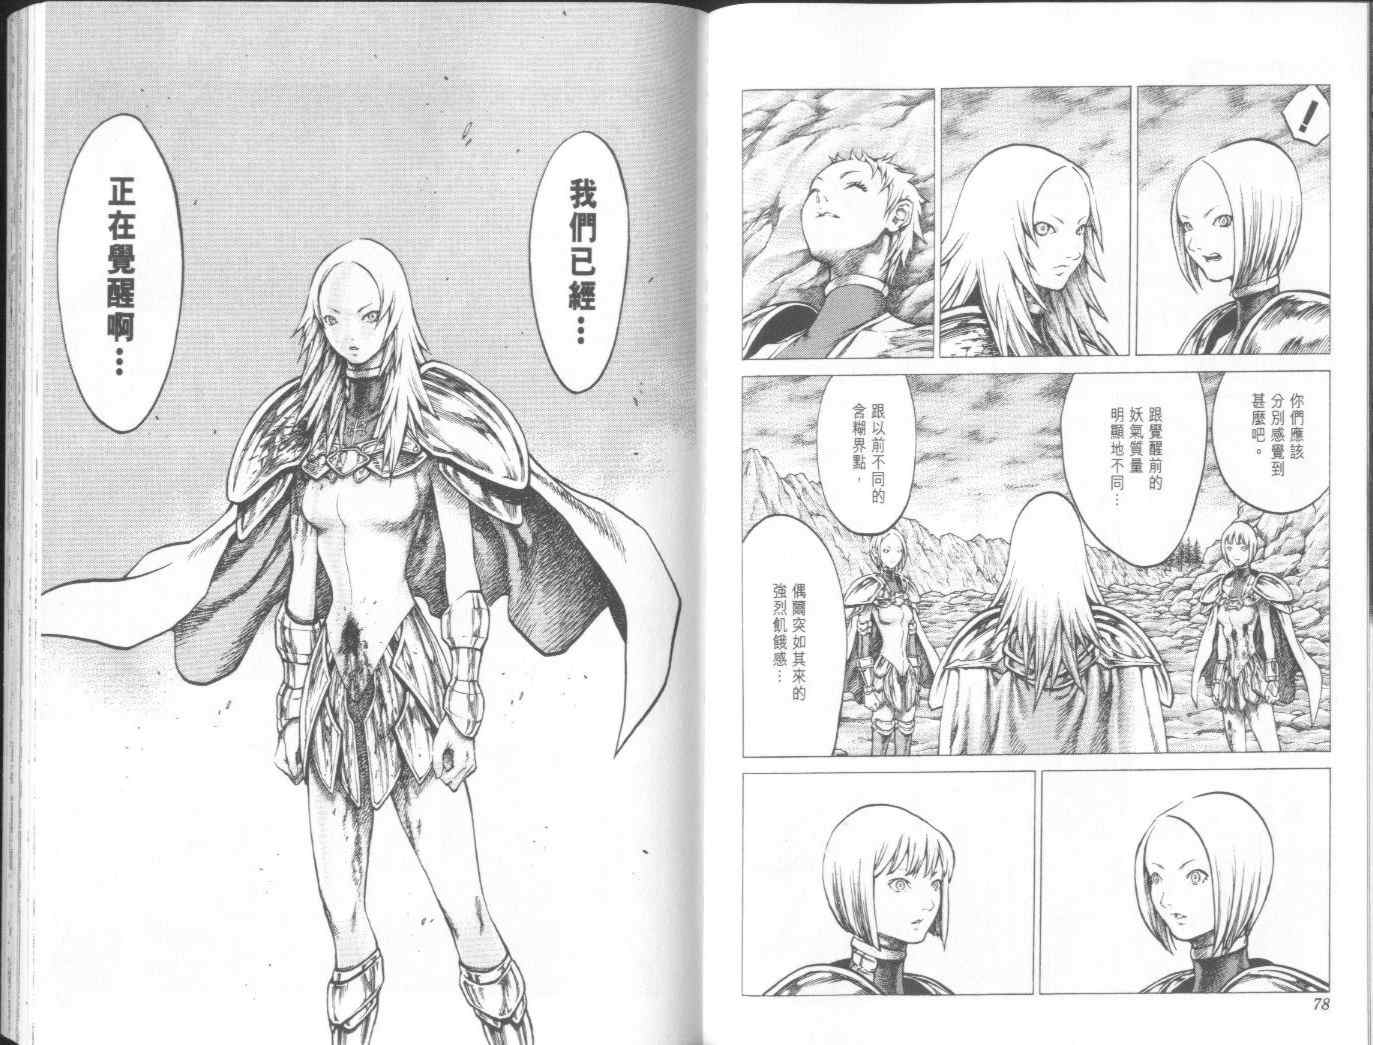 !
你們應該
分別感覺到
甚麼吧。
跟覺醒前的
妖氣質量
明顯地不同⋯
跟以前不同的
含糊界點，
偶爾突如其來的
強烈飢餓感⋯
78
我們已經⋯
正在覺醒啊⋯